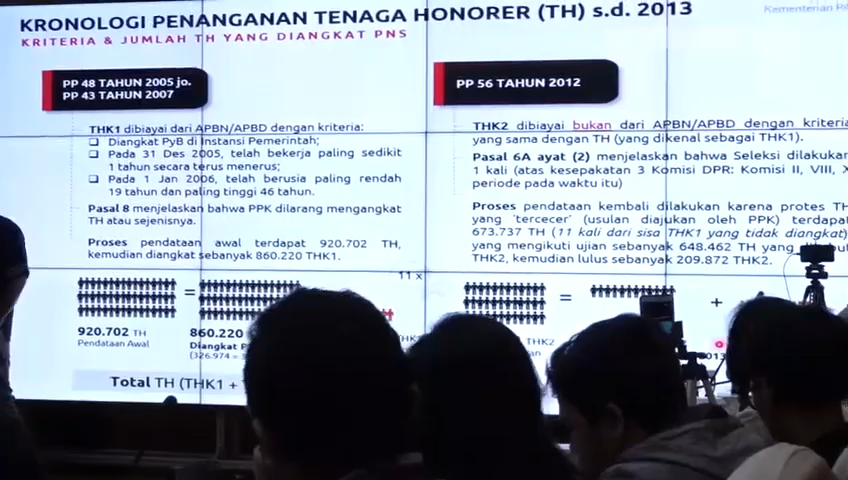 KRONOLOGI PENANGANAN TENAGA HONORER (TH) s.d. 2013
KRITERIA & JUMLAH TH YANG DIANGKAT PNS
PP 48 TAHUN 2005 jo.
PP 43 TAHUN 2007
THK1 dibiayai dari APBN/APBD dengan kriteria:
Diangkat PyB di Instansi Pemerintah;
Pada 31 Des 2005, telah bekerja paling sedikit
1 tahun secara terus menerus;
Pada 1 Jan 2006, telah berusia paling rendah
19 tahun dan paling tinggi 46 tahun.
Pasal 8 menjelaskan bahwa PPK dilarang mengangkat
TH atau sejenisnya.
Proses pendataan awal terdapat 920.702 TH,
kemudian diangkat sebanyak 860.220 THK1.
=
920.702 TH
Pendataan Awal
860.220
Diangkat
(326.974 =
Total TH (THK1 +
Kementerian
PP 56 TAHUN 2012
THK2 dibiayai bukan dari APBN/APBD dengan kriteria
yang sama dengan TH (yang dikenal sebagai THK1).
Pasal 6A ayat (2) menjelaskan bahwa Seleksi dilakukan
1 kali (atas kesepakatan 3 Komisi DPR: Komisi II, VIII, X
periode pada waktu itu)
Proses pendataan kembali dilakukan karena protes TH
yang 'tercecer' (usulan diajukan oleh PPK) terdapat
673.737 TH (11 kali dari sisa THK1 yang tidak diangkat)
yang mengikuti ujian sebanyak 648.462 TH yang
THK2, kemudian lulus sebanyak 209.872 THK2.
11 x
= +
THK2
2013